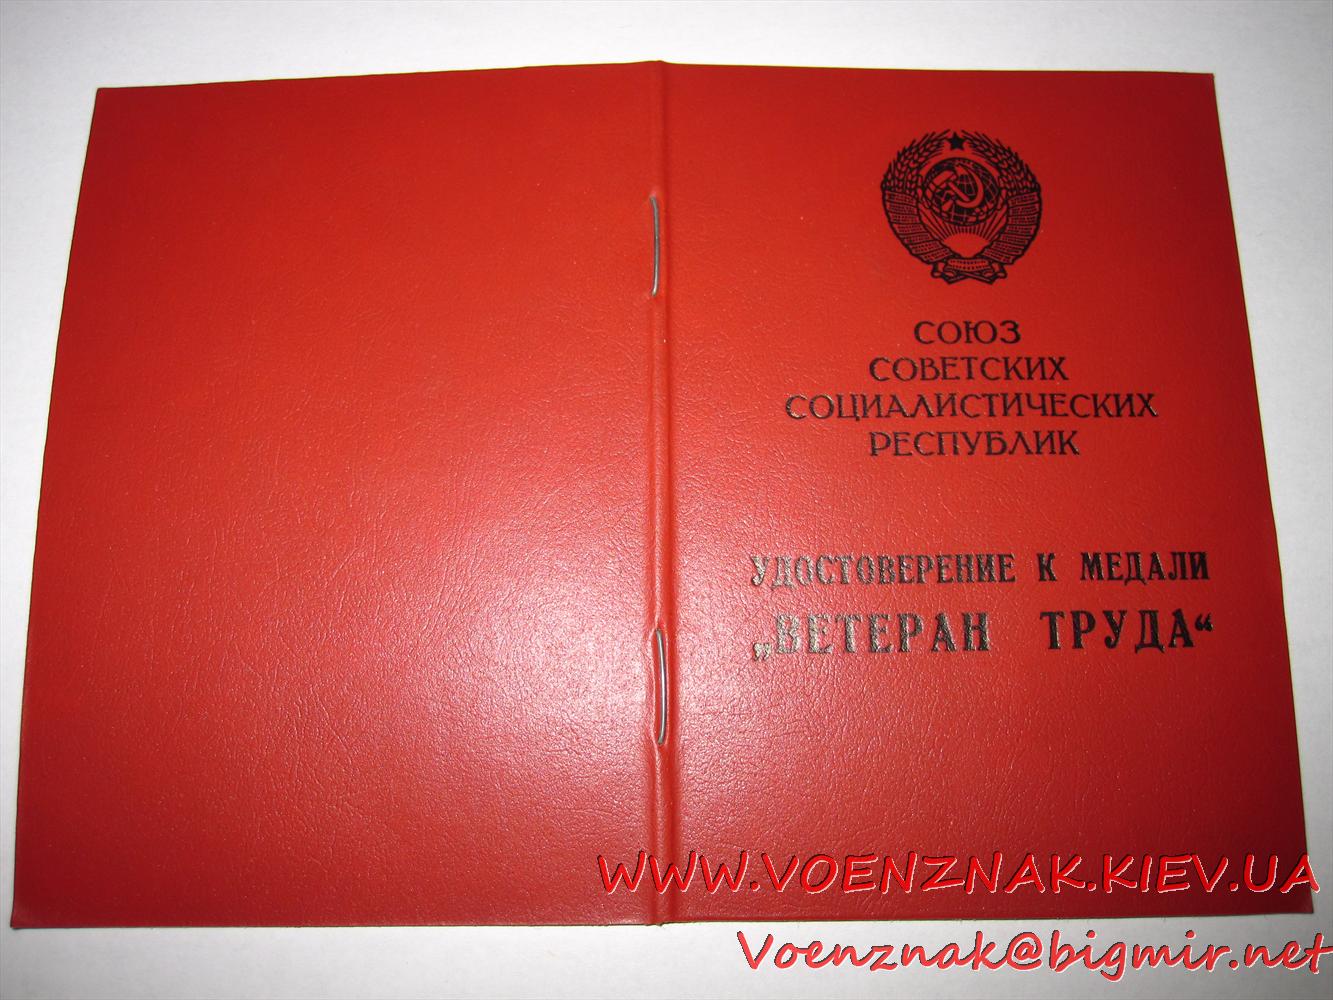 СОЮЗ
СОВЕТСКИХ
СОЦИАЛИСТИЧЕСКИХ
РЕСПУБЛИК
УДОСТОВЕРЕНИЕ К МЕДАЛИ
„ВЕТЕРАН ТРУДА“
WWW.VOENZNAK.KIEV.UA
Voenznak@bigmir.net